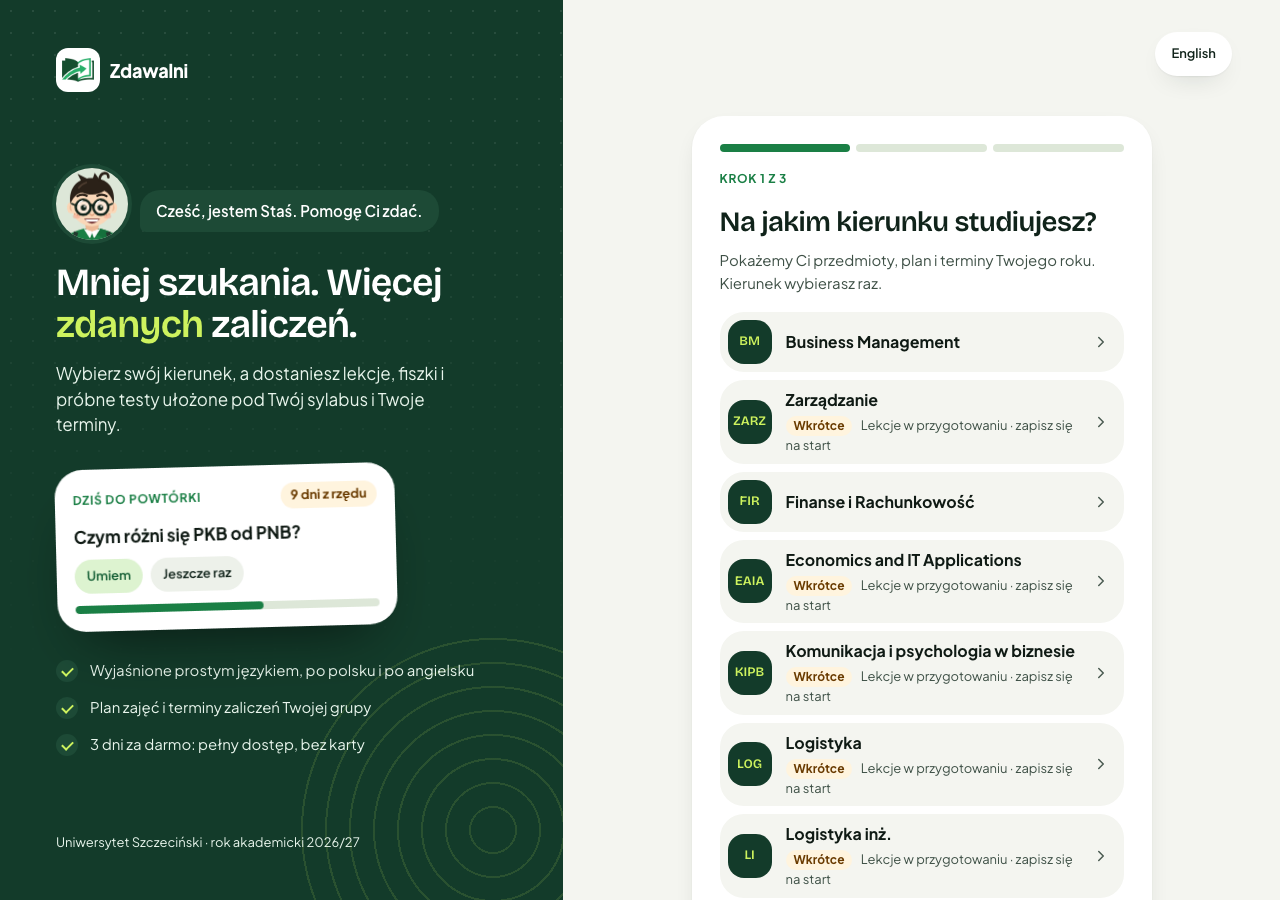 Zdawalni
Cześć, jestem Staś. Pomogę Ci zdać.
Mniej szukania. Więcej
zdanych zaliczeń.
Wybierz swój kierunek, a dostaniesz lekcje, fiszki i
próbne testy ułożone pod Twój sylabus i Twoje
terminy.
DZIŚ DO POWTÓRKI
9 dni z rzędu
Czym różni się PKB od PNB?
Umiem
Jeszcze raz
Wyjaśnione prostym językiem, po polsku i po angielsku
Plan zajęć i terminy zaliczeń Twojej grupy
3 dni za darmo: pełny dostęp, bez karty
Uniwersytet Szczeciński · rok akademicki 2026/27
English
KROK 1 Z 3
Na jakim kierunku studiujesz?
Pokażemy Ci przedmioty, plan i terminy Twojego roku.
Kierunek wybierasz raz.
BM
Business Management
ZARZ
Zarządzanie
Wkrótce Lekcje w przygotowaniu · zapisz się
na start
FIR
Finanse i Rachunkowość
EAIA
Economics and IT Applications
Wkrótce Lekcje w przygotowaniu · zapisz się
na start
KIPB
Komunikacja i psychologia w biznesie
Wkrótce Lekcje w przygotowaniu · zapisz się
na start
LOG
Logistyka
Wkrótce Lekcje w przygotowaniu · zapisz się
na start
LI
Logistyka inż.
Wkrótce Lekcje w przygotowaniu · zapisz się
na start